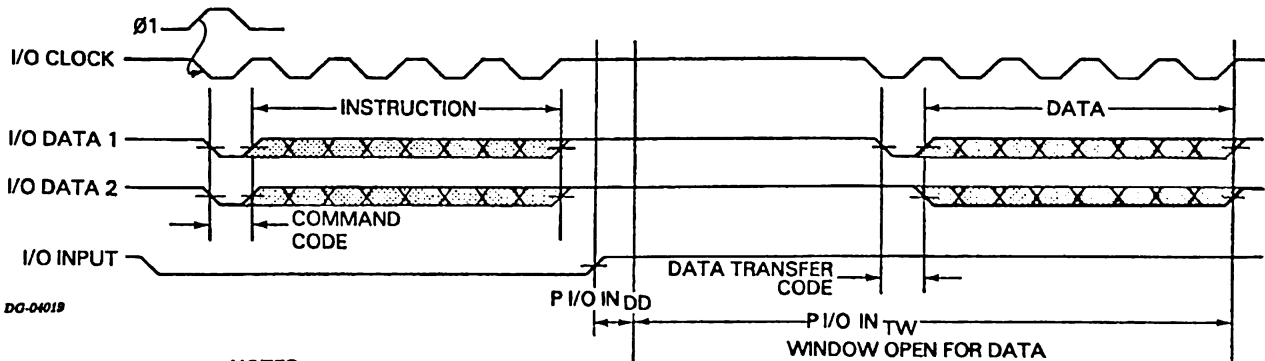 Ø1
I/O CLOCK
INSTRUCTION
DATA
I/O DATA 1
I/O DATA 2
COMMAND
CODE
I/O INPUT
DATA TRANSFER
CODE
P I/O IN DD
DG-04019
P I/O IN TW
WINDOW OPEN FOR DATA